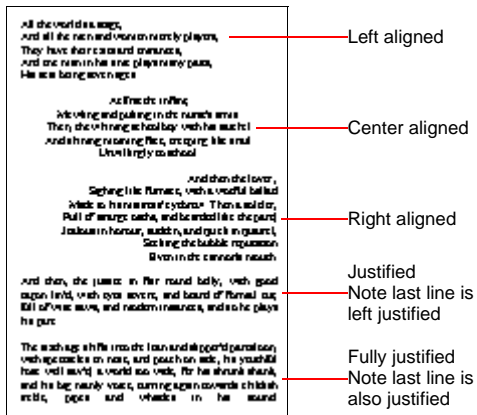 All the world's a stage,
And all the men and women merely players,
They have their exits and entrances,
And one man in his one plays many parts,
His acts being seven ages
Left aligned
At first the infant,
Mewling and puking in the nurse's arms
Then, the whining schoolboy with his satchel
And shining morning face, creeping like snail
Unwillingly to school
Center aligned
And then the lover,
Sighing like furnace, with a woeful ballad
Made to his mistress' eyebrow Then a soldier,
Full of strange oaths, and bearded like the pard,
Jealous in honour, sudden, and quick in quarrel,
Seeking the bubble reputation
Even in the cannon's mouth
Right aligned
And then, the justice in fair round belly, with good
capon lin'd, with eyes severe, and beard of formal cut,
Full of wise saws, and modern instances, and so he plays
his part
Justified
Note last line is
left justified
The sixth age shifts into the lean and slipper'd pantaloon,
with spectacles on nose, and pouch on side, his youthful
hose well sav'd, a world too wide, for his shrunk shank,
and his big manly voice, turning again towards childish
treble, pipes and whistles in his sound
Fully justified
Note last line is
also justified